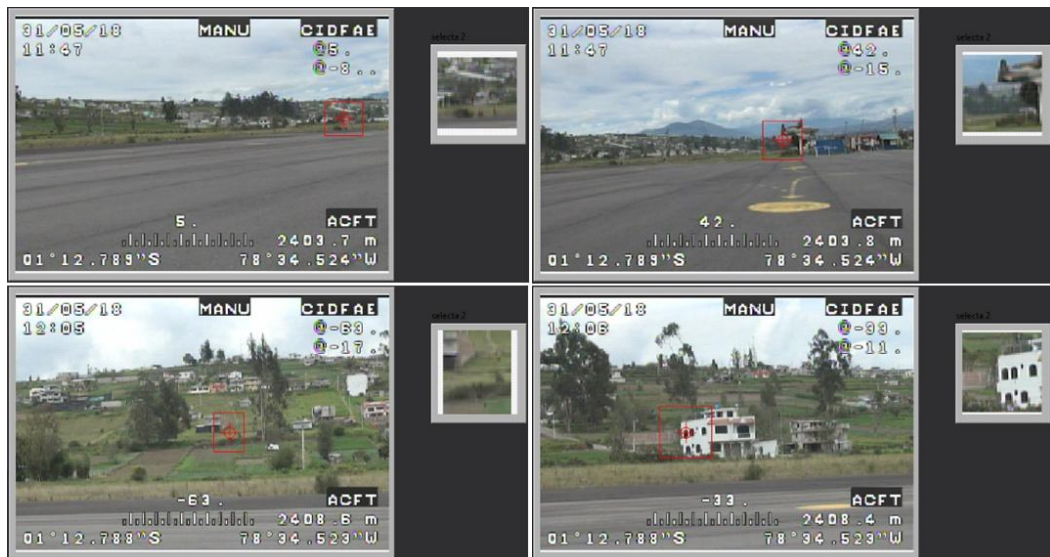 31/05/18 MANU CIDFAE
11:47 @5.
@-8..
5. ACFT
2403.7 m
01°12.789"S 78°34.524"W
selecta 2
31/05/18 MANU CIDFAE
11:47 @42.
@-15.
42. ACFT
2403.8 m
01°12.789"S 78°34.524"W
selecta 2
31/05/18 MANU CIDFAE
12:05 @-63.
@-17.
-63. ACFT
2408.6 m
01°12.788"S 78°34.523"W
selecta 2
31/05/18 MANU CIDFAE
12:06 @-33.
@-11.
-33. ACFT
2408.4 m
01°12.788"S 78°34.523"W
selecta 2